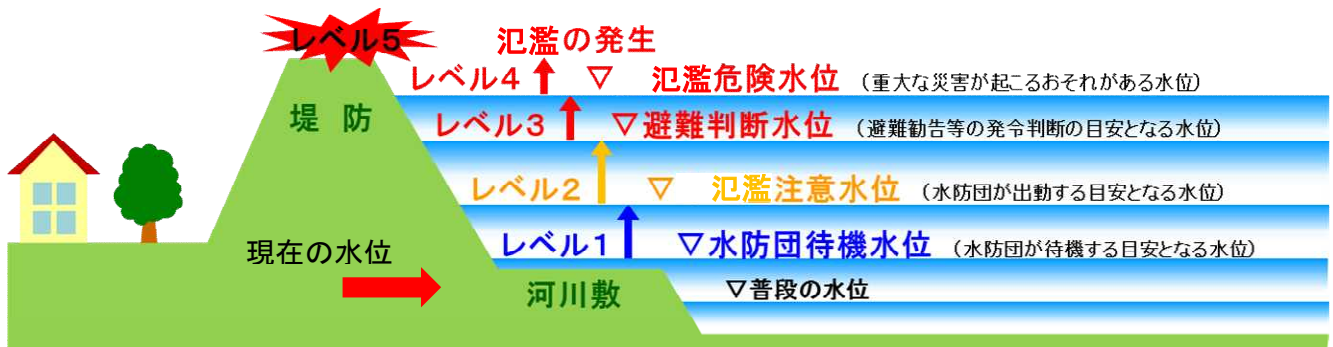 レベル5 氾濫の発生
レベル4 ▽ 氾濫危険水位 (重大な災害が起こるおそれがある水位)
堤 防
レベル3 ▽避難判断水位 (避難勧告等の発令判断の目安となる水位)
レベル2 ▽ 氾濫注意水位 (水防団が出動する目安となる水位)
レベル1 ▽水防団待機水位 (水防団が待機する目安となる水位)
現在の水位
河川敷 ▽普段の水位